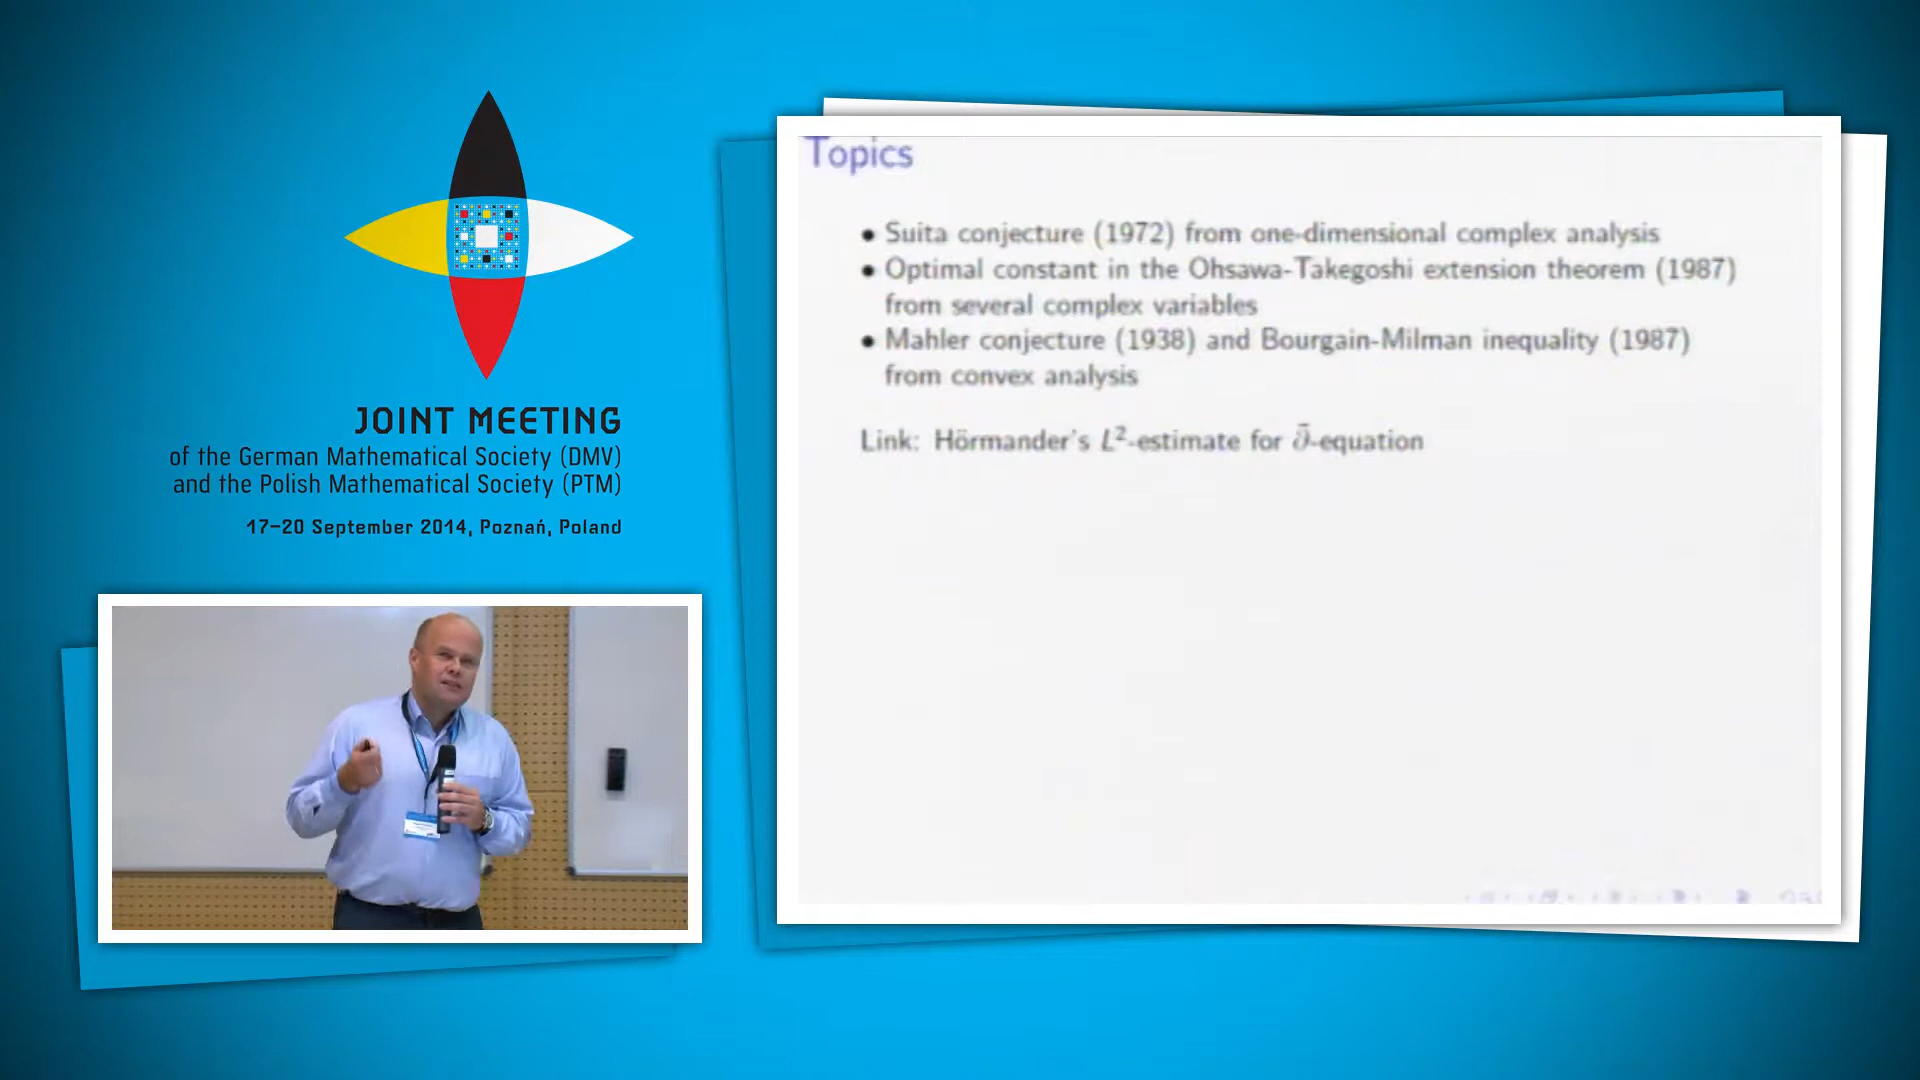 JOINT MEETING
of the German Mathematical Society (DMV)
and the Polish Mathematical Society (PTM)
17–20 September 2014, Poznań, Poland
Topics
• Suita conjecture (1972) from one-dimensional complex analysis
• Optimal constant in the Ohsawa-Takegoshi extension theorem (1987)
from several complex variables
• Mahler conjecture (1938) and Bourgain-Milman inequality (1987)
from convex analysis
Link: Hörmander's L²-estimate for ∂̄-equation